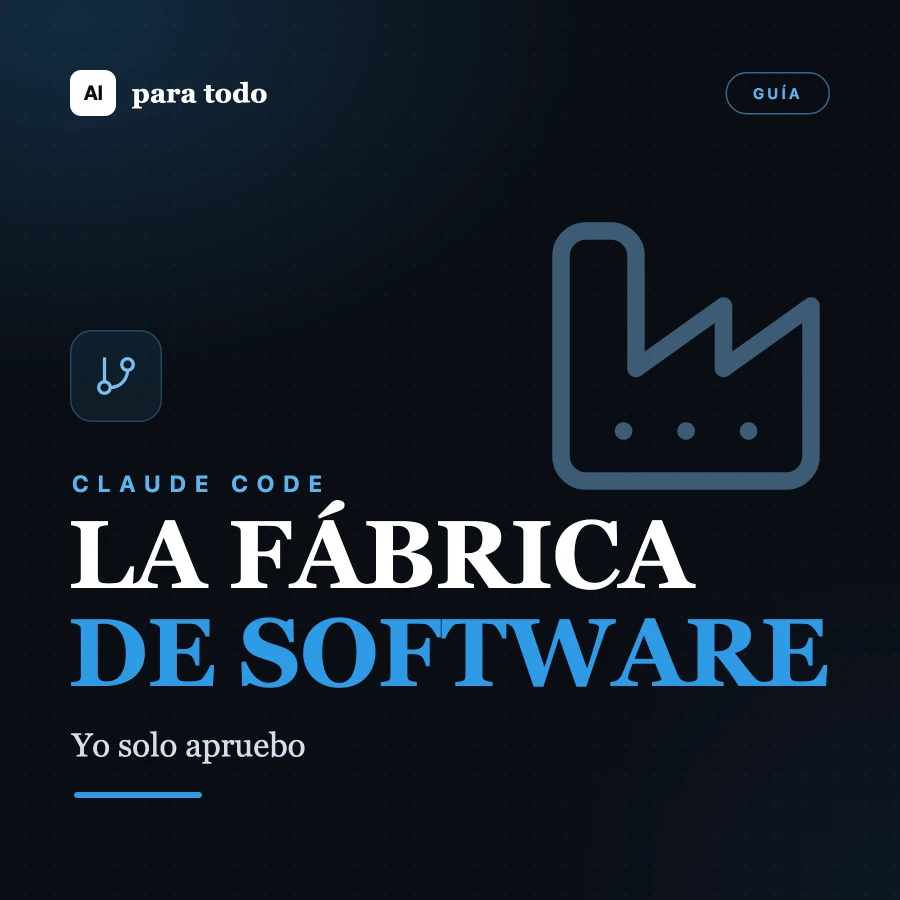 AI para todo
GUÍA
CLAUDE CODE
LA FÁBRICA
DE SOFTWARE
Yo solo apruebo